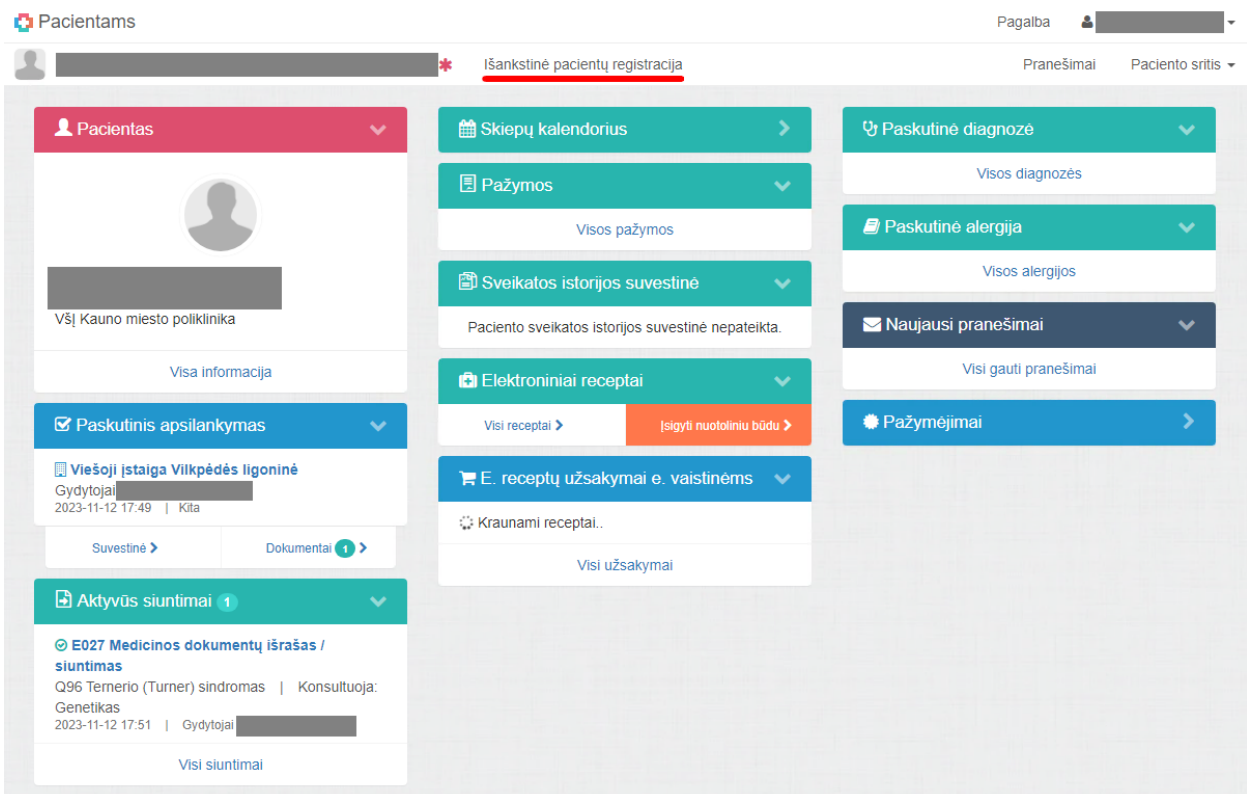 Pacientams
Pagalba
Išankstinė pacientų registracija
Pranešimai
Paciento sritis
Pacientas
VšĮ Kauno miesto poliklinika
Visa informacija
Paskutinis apsilankymas
Viešoji įstaiga Vilkpėdės ligoninė
Gydytojai
2023-11-12 17:49 | Kita
Suvestinė
Dokumentai 1
Aktyvūs siuntimai 1
E027 Medicinos dokumentų išrašas /
siuntimas
Q96 Ternerio (Turner) sindromas | Konsultuoja:
Genetikas
2023-11-12 17:51 | Gydytojai
Visi siuntimai
Skiepų kalendorius
Pažymos
Visos pažymos
Sveikatos istorijos suvestinė
Paciento sveikatos istorijos suvestinė nepateikta.
Elektroniniai receptai
Visi receptai
Įsigyti nuotoliniu būdu
E. receptų užsakymai e. vaistinėms
Kraunami receptai..
Visi užsakymai
Paskutinė diagnozė
Visos diagnozės
Paskutinė alergija
Visos alergijos
Naujausi pranešimai
Visi gauti pranešimai
Pažymėjimai